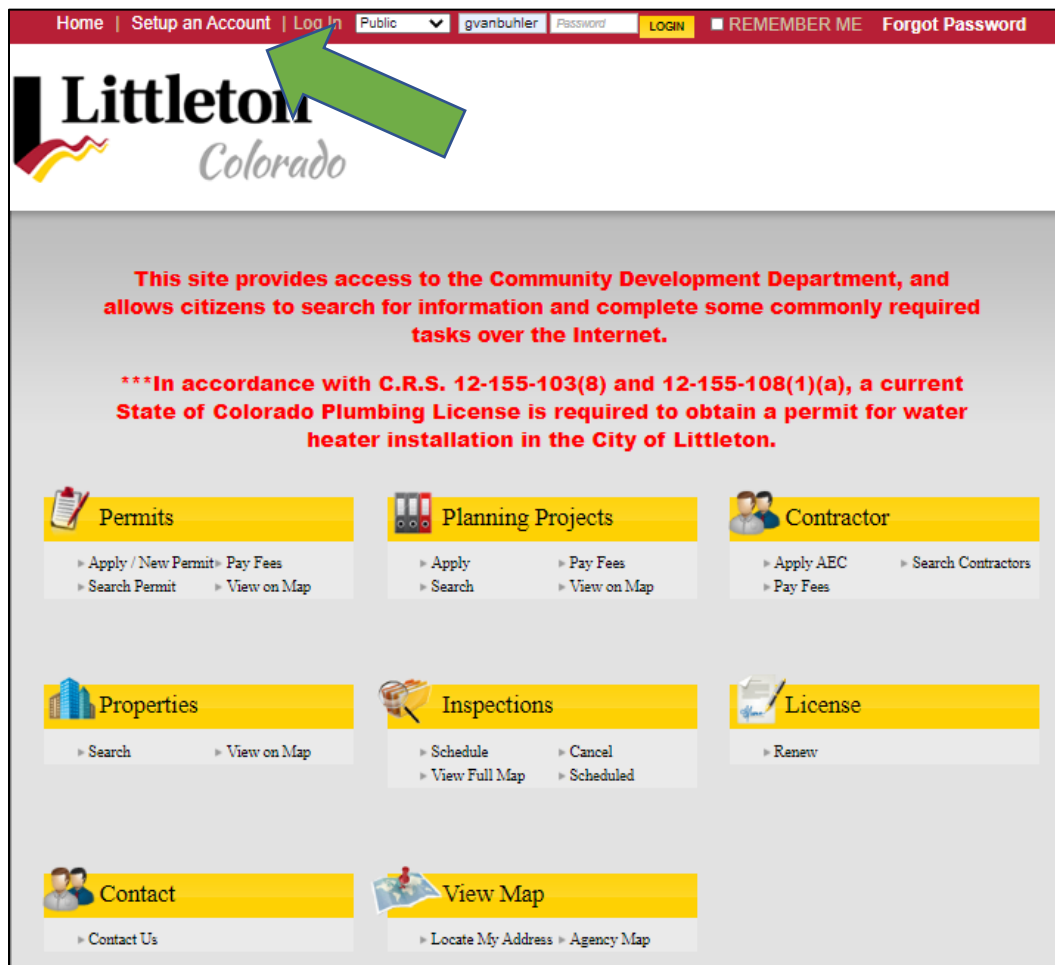 Home | Setup an Account | Log In Public gvanbuhler Password LOGIN REMEMBER ME Forgot Password
Littleton
Colorado
This site provides access to the Community Development Department, and
allows citizens to search for information and complete some commonly required
tasks over the Internet.
***In accordance with C.R.S. 12-155-103(8) and 12-155-108(1)(a), a current
State of Colorado Plumbing License is required to obtain a permit for water
heater installation in the City of Littleton.
Permits
Apply / New Permit Pay Fees
Search Permit View on Map
Planning Projects
Apply Pay Fees
Search View on Map
Contractor
Apply AEC Search Contractors
Pay Fees
Properties
Search View on Map
Inspections
Schedule Cancel
View Full Map Scheduled
License
Renew
Contact
Contact Us
View Map
Locate My Address Agency Map